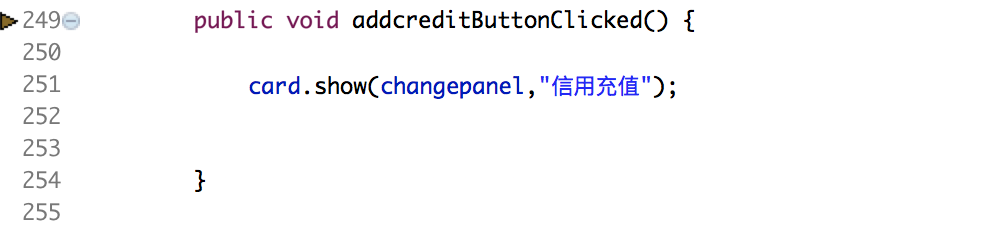 249 public void addcreditButtonClicked() {
250
251 card.show(changepanel,"信用充值");
252
253
254 }
255